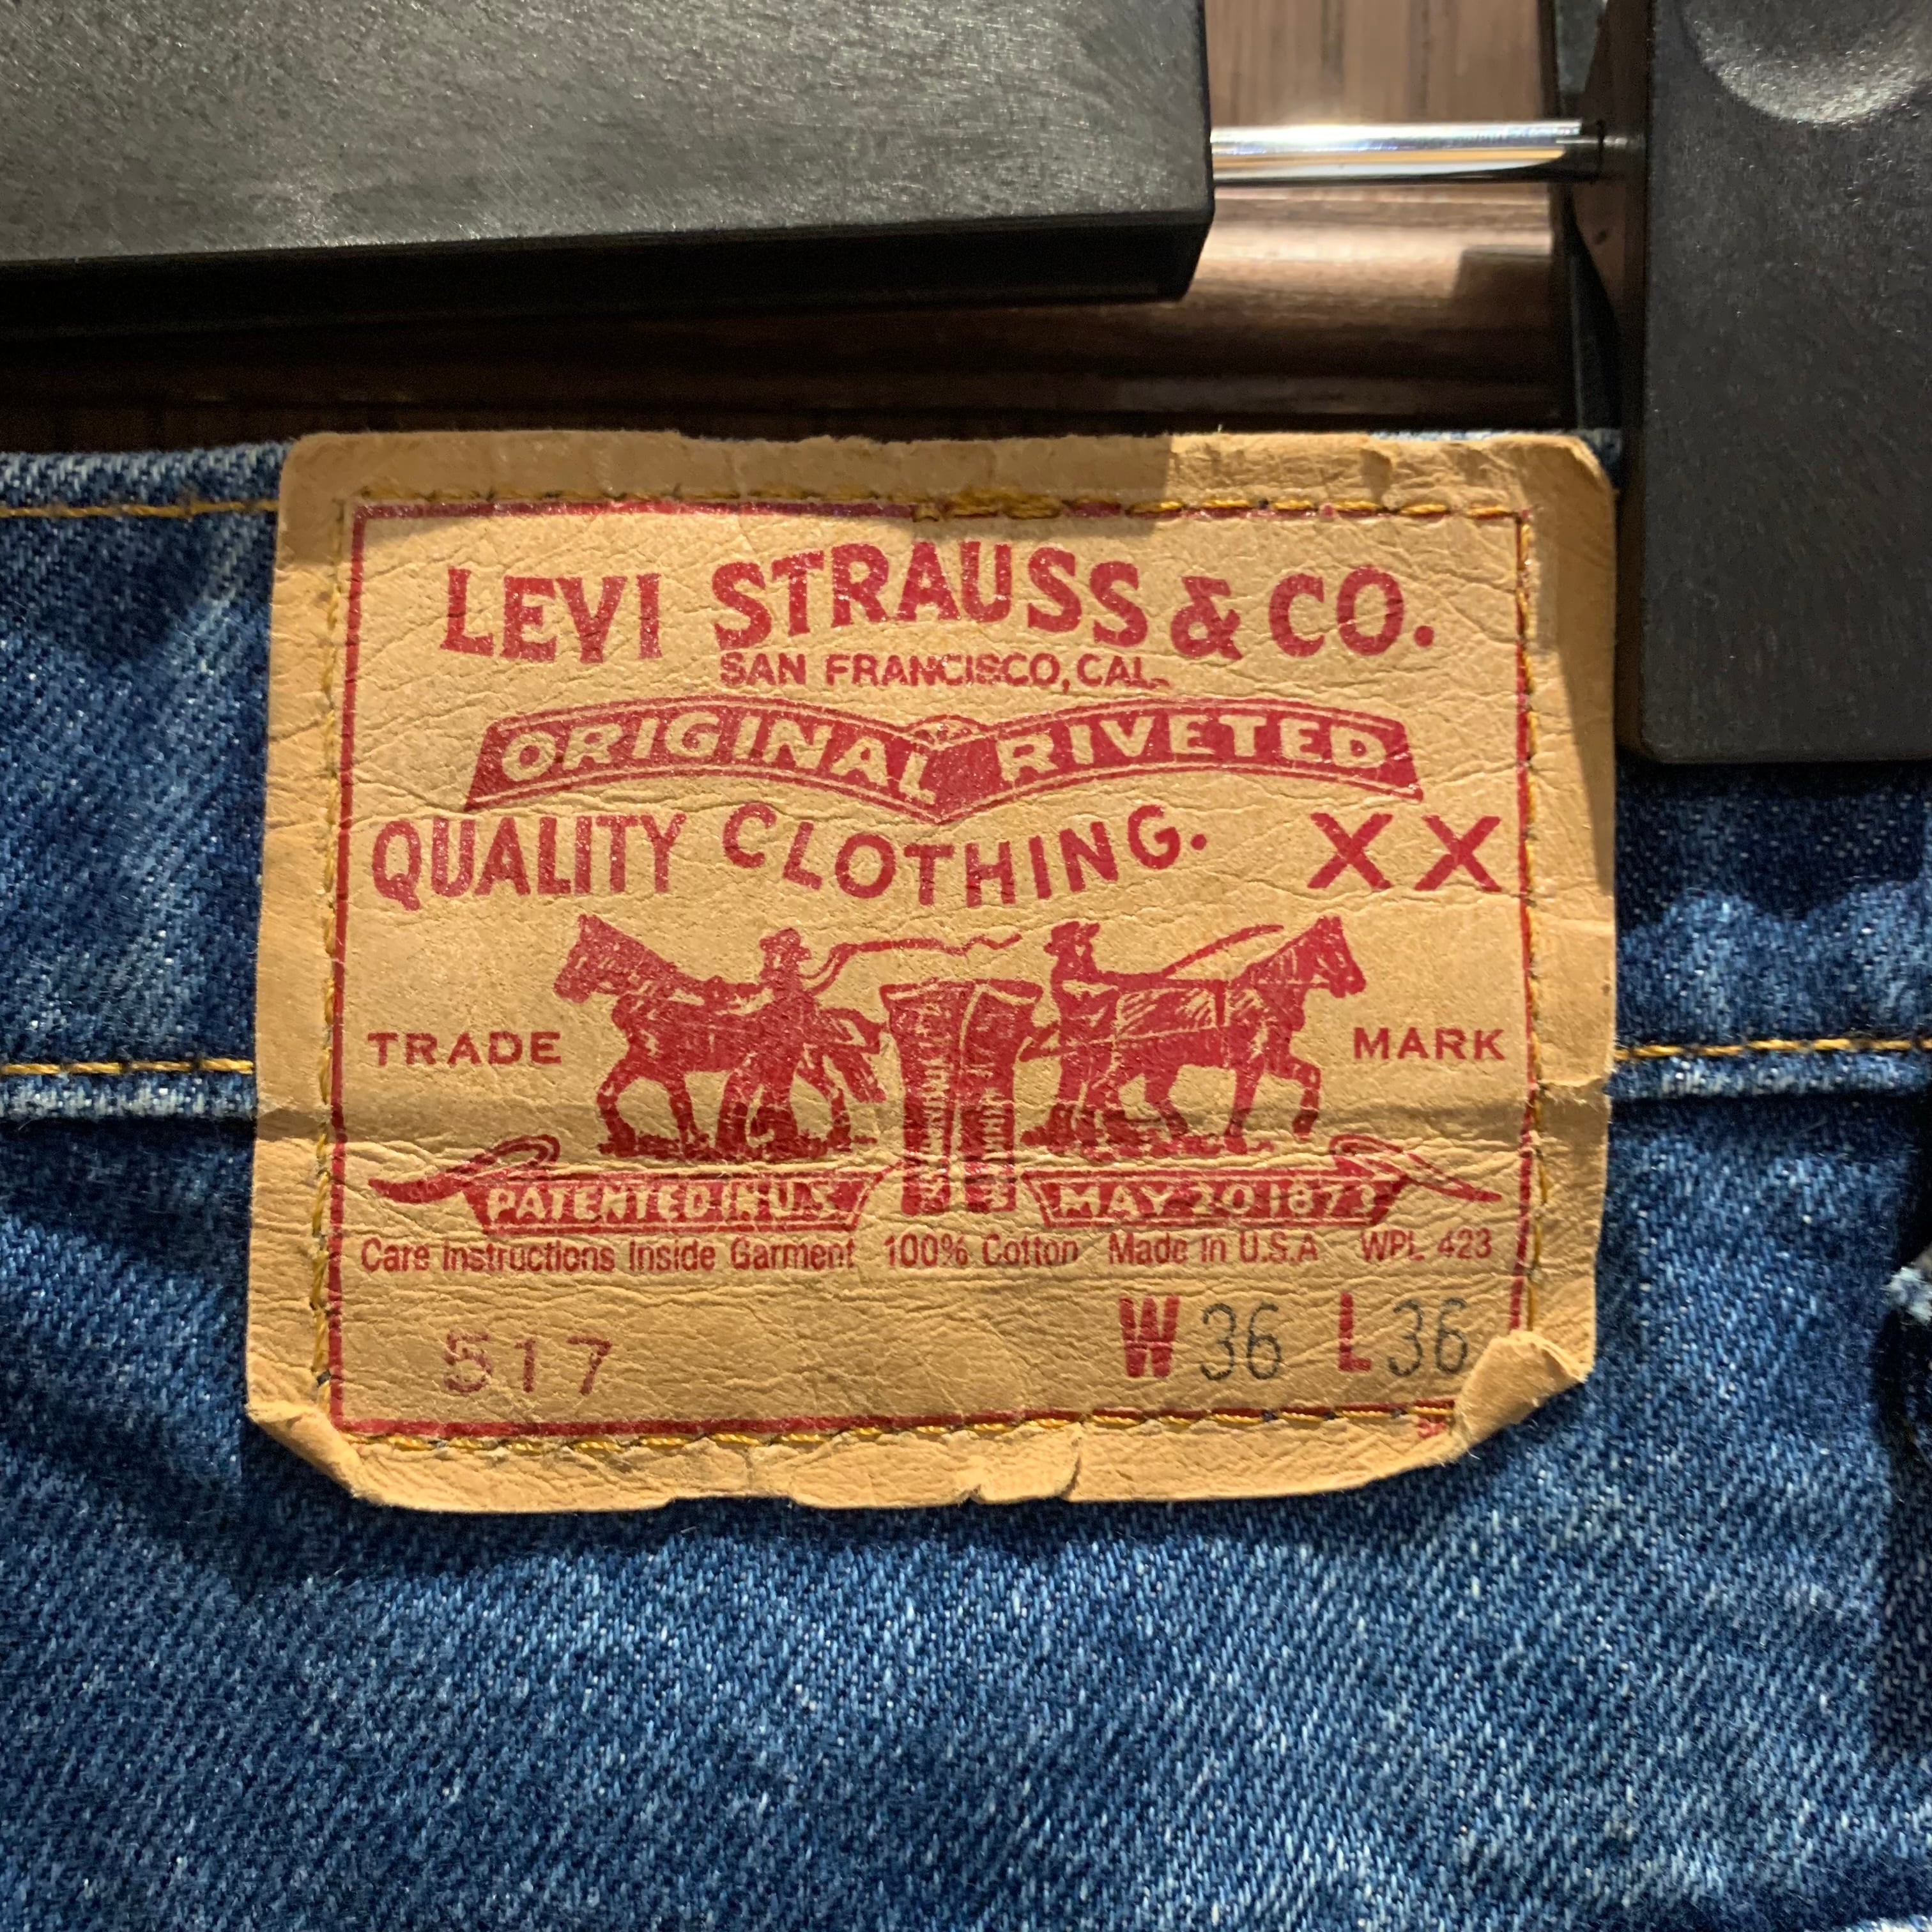 LEVI STRAUSS & CO.
SAN FRANCISCO, CAL.
ORIGINAL RIVETED
QUALITY CLOTHING. XX
TRADE MARK
PATENTED IN U.S. MAY 20 1873
Care Instructions Inside Garment 100% Cotton Made in U.S.A WPL 423
517 W 36 L 36